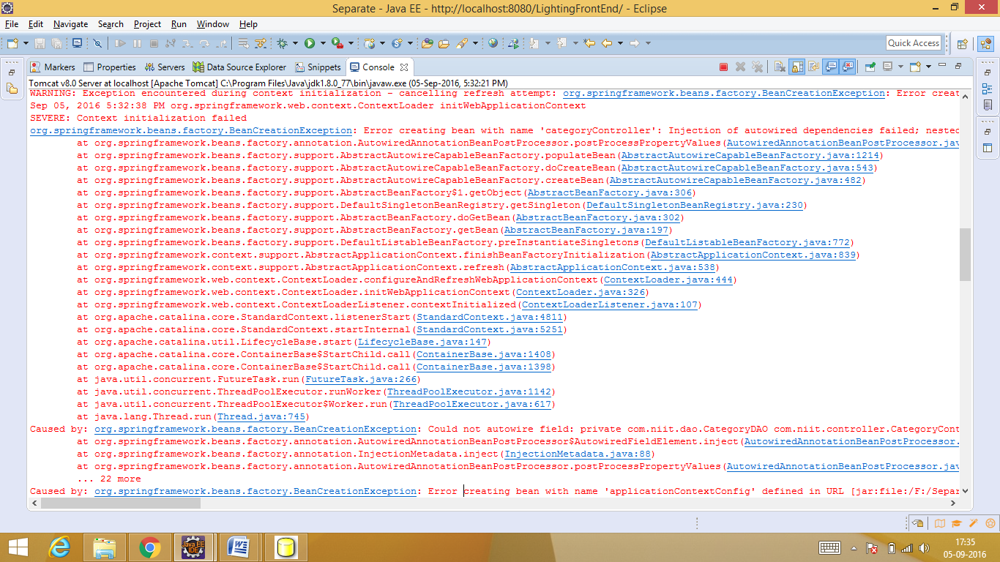 Separate - Java EE - http://localhost:8080/LightingFrontEnd/ - Eclipse
File Edit Navigate Search Project Run Window Help
Quick Access
Markers Properties Servers Data Source Explorer Snippets Console
Tomcat v8.0 Server at localhost [Apache Tomcat] C:\Program Files\Java\jdk1.8.0_77\bin\javaw.exe (05-Sep-2016, 5:32:21 PM)
WARNING: Exception encountered during context initialization - cancelling refresh attempt: org.springframework.beans.factory.BeanCreationException: Error creat
Sep 05, 2016 5:32:38 PM org.springframework.web.context.ContextLoader initWebApplicationContext
SEVERE: Context initialization failed
org.springframework.beans.factory.BeanCreationException: Error creating bean with name 'categoryController': Injection of autowired dependencies failed; nested
at org.springframework.beans.factory.annotation.AutowiredAnnotationBeanPostProcessor.postProcessPropertyValues(AutowiredAnnotationBeanPostProcessor.jav
at org.springframework.beans.factory.support.AbstractAutowireCapableBeanFactory.populateBean(AbstractAutowireCapableBeanFactory.java:1214)
at org.springframework.beans.factory.support.AbstractAutowireCapableBeanFactory.doCreateBean(AbstractAutowireCapableBeanFactory.java:543)
at org.springframework.beans.factory.support.AbstractAutowireCapableBeanFactory.createBean(AbstractAutowireCapableBeanFactory.java:482)
at org.springframework.beans.factory.support.AbstractBeanFactory$1.getObject(AbstractBeanFactory.java:306)
at org.springframework.beans.factory.support.DefaultSingletonBeanRegistry.getSingleton(DefaultSingletonBeanRegistry.java:230)
at org.springframework.beans.factory.support.AbstractBeanFactory.doGetBean(AbstractBeanFactory.java:302)
at org.springframework.beans.factory.support.AbstractBeanFactory.getBean(AbstractBeanFactory.java:197)
at org.springframework.beans.factory.support.DefaultListableBeanFactory.preInstantiateSingletons(DefaultListableBeanFactory.java:772)
at org.springframework.context.support.AbstractApplicationContext.finishBeanFactoryInitialization(AbstractApplicationContext.java:839)
at org.springframework.context.support.AbstractApplicationContext.refresh(AbstractApplicationContext.java:538)
at org.springframework.web.context.ContextLoader.configureAndRefreshWebApplicationContext(ContextLoader.java:444)
at org.springframework.web.context.ContextLoader.initWebApplicationContext(ContextLoader.java:326)
at org.springframework.web.context.ContextLoaderListener.contextInitialized(ContextLoaderListener.java:107)
at org.apache.catalina.core.StandardContext.listenerStart(StandardContext.java:4811)
at org.apache.catalina.core.StandardContext.startInternal(StandardContext.java:5251)
at org.apache.catalina.util.LifecycleBase.start(LifecycleBase.java:147)
at org.apache.catalina.core.ContainerBase$StartChild.call(ContainerBase.java:1408)
at org.apache.catalina.core.ContainerBase$StartChild.call(ContainerBase.java:1398)
at java.util.concurrent.FutureTask.run(FutureTask.java:266)
at java.util.concurrent.ThreadPoolExecutor.runWorker(ThreadPoolExecutor.java:1142)
at java.util.concurrent.ThreadPoolExecutor$Worker.run(ThreadPoolExecutor.java:617)
at java.lang.Thread.run(Thread.java:745)
Caused by: org.springframework.beans.factory.BeanCreationException: Could not autowire field: private com.niit.dao.CategoryDAO com.niit.controller.CategoryCont
at org.springframework.beans.factory.annotation.AutowiredAnnotationBeanPostProcessor$AutowiredFieldElement.inject(AutowiredAnnotationBeanPostProcessor.
at org.springframework.beans.factory.annotation.InjectionMetadata.inject(InjectionMetadata.java:88)
at org.springframework.beans.factory.annotation.AutowiredAnnotationBeanPostProcessor.postProcessPropertyValues(AutowiredAnnotationBeanPostProcessor.jav
... 22 more
Caused by: org.springframework.beans.factory.BeanCreationException: Error creating bean with name 'applicationContextConfig' defined in URL [jar:file:/F:/Separ
Java EE
IDE
17:35
05-09-2016